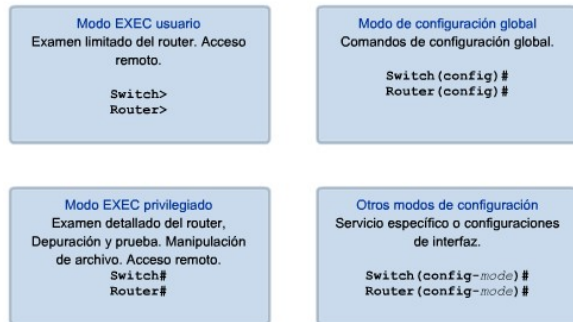 Modo EXEC usuario
Examen limitado del router. Acceso
remoto.
Switch>
Router>
Modo de configuración global
Comandos de configuración global.
Switch(config)#
Router(config)#
Modo EXEC privilegiado
Examen detallado del router,
Depuración y prueba. Manipulación
de archivo. Acceso remoto.
Switch#
Router#
Otros modos de configuración
Servicio específico o configuraciones
de interfaz.
Switch(config-mode)#
Router(config-mode)#